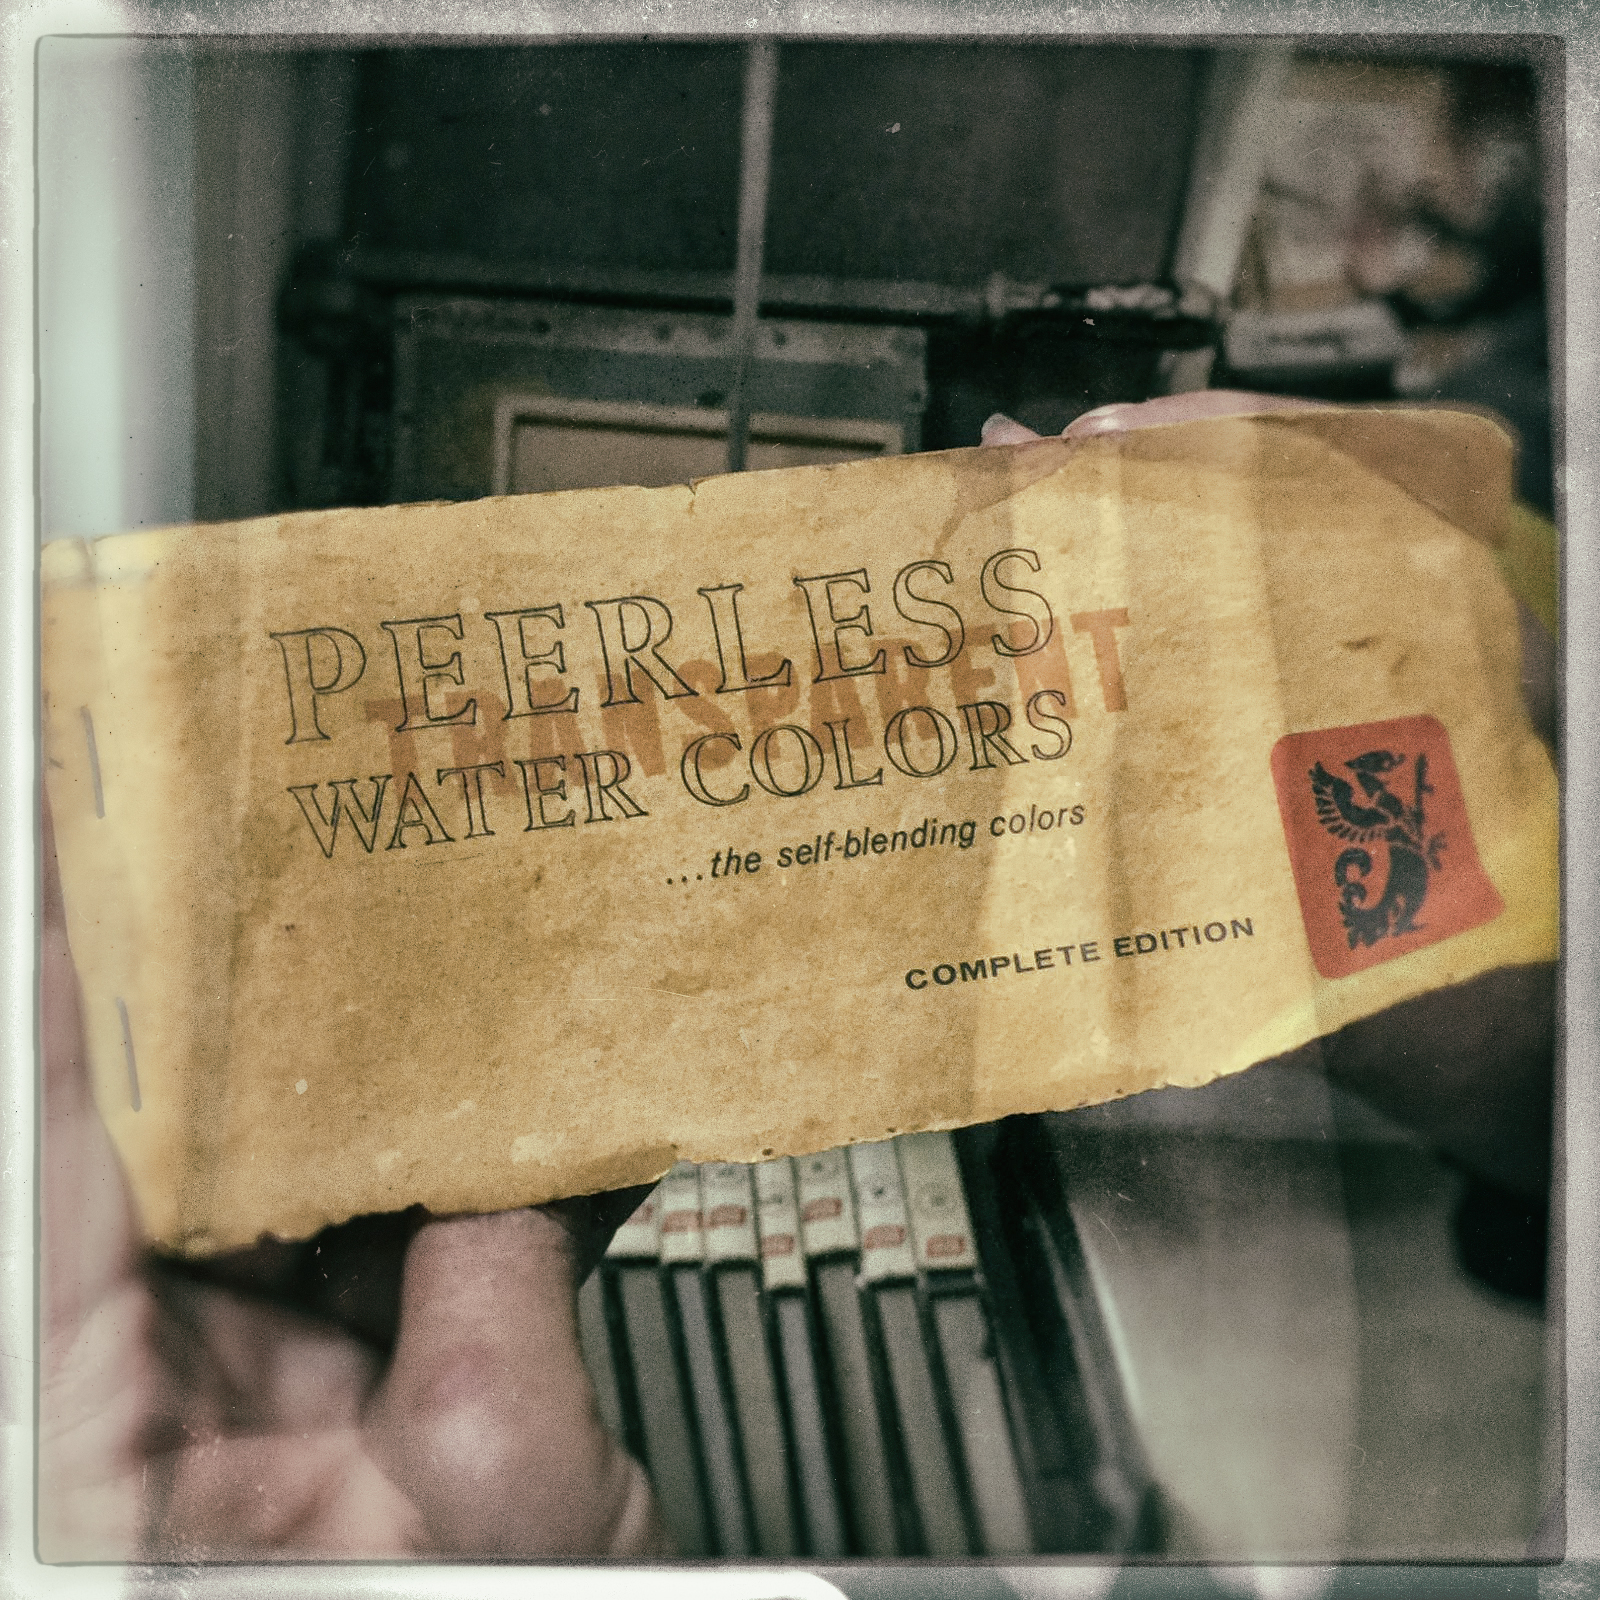 PEERLESS
TRANSPARENT
WATER COLORS
...the self-blending colors
COMPLETE EDITION